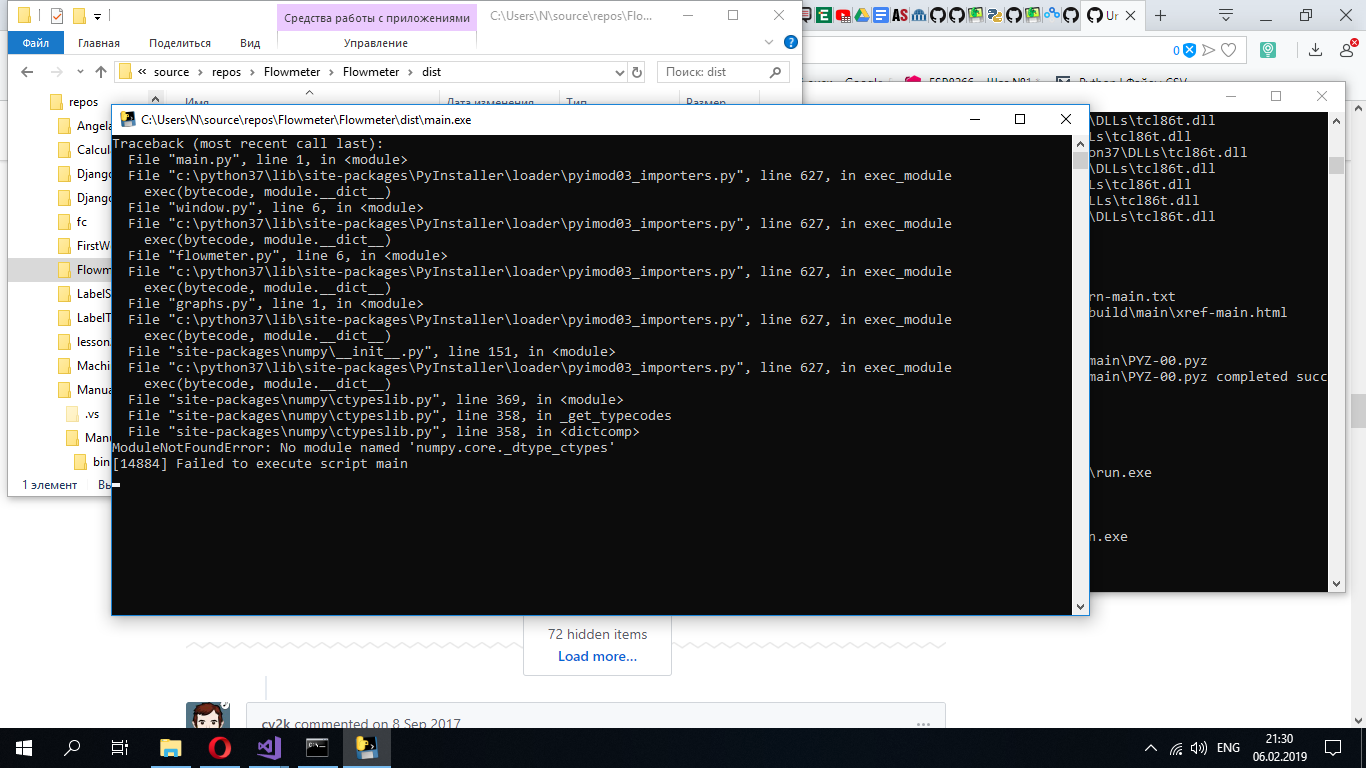 Средства работы с приложениями
C:\Users\N\source\repos\Flo...
Файл
Главная
Поделиться
Вид
Управление
« source › repos › Flowmeter › Flowmeter › dist
Поиск: dist
Имя
Дата изменения
Тип
Размер
repos
Angela
Calcul
Django
Django
fc
FirstW
Flowm
LabelS
LabelT
lesson
Machi
Manua
.vs
Manu
bin
1 элемент
Вы
C:\Users\N\source\repos\Flowmeter\Flowmeter\dist\main.exe
Traceback (most recent call last):
File "main.py", line 1, in <module>
File "c:\python37\lib\site-packages\PyInstaller\loader\pyimod03_importers.py", line 627, in exec_module
exec(bytecode, module.__dict__)
File "window.py", line 6, in <module>
File "c:\python37\lib\site-packages\PyInstaller\loader\pyimod03_importers.py", line 627, in exec_module
exec(bytecode, module.__dict__)
File "flowmeter.py", line 6, in <module>
File "c:\python37\lib\site-packages\PyInstaller\loader\pyimod03_importers.py", line 627, in exec_module
exec(bytecode, module.__dict__)
File "graphs.py", line 1, in <module>
File "c:\python37\lib\site-packages\PyInstaller\loader\pyimod03_importers.py", line 627, in exec_module
exec(bytecode, module.__dict__)
File "site-packages\numpy\__init__.py", line 151, in <module>
File "c:\python37\lib\site-packages\PyInstaller\loader\pyimod03_importers.py", line 627, in exec_module
exec(bytecode, module.__dict__)
File "site-packages\numpy\ctypeslib.py", line 369, in <module>
File "site-packages\numpy\ctypeslib.py", line 358, in _get_typecodes
File "site-packages\numpy\ctypeslib.py", line 358, in <dictcomp>
ModuleNotFoundError: No module named 'numpy.core._dtype_ctypes'
[14884] Failed to execute script main
AS
Ur
0
Google
ESP8266
Шаг №1
Python | Файлы CSV
\DLLs\tcl86t.dll
Ls\tcl86t.dll
on37\DLLs\tcl86t.dll
\DLLs\tcl86t.dll
Ls\tcl86t.dll
LLs\tcl86t.dll
\DLLs\tcl86t.dll
rn-main.txt
build\main\xref-main.html
main\PYZ-00.pyz
main\PYZ-00.pyz completed succ
\run.exe
n.exe
72 hidden items
Load more...
cv2k commented on 8 Sep 2017
ENG
21:30
06.02.2019